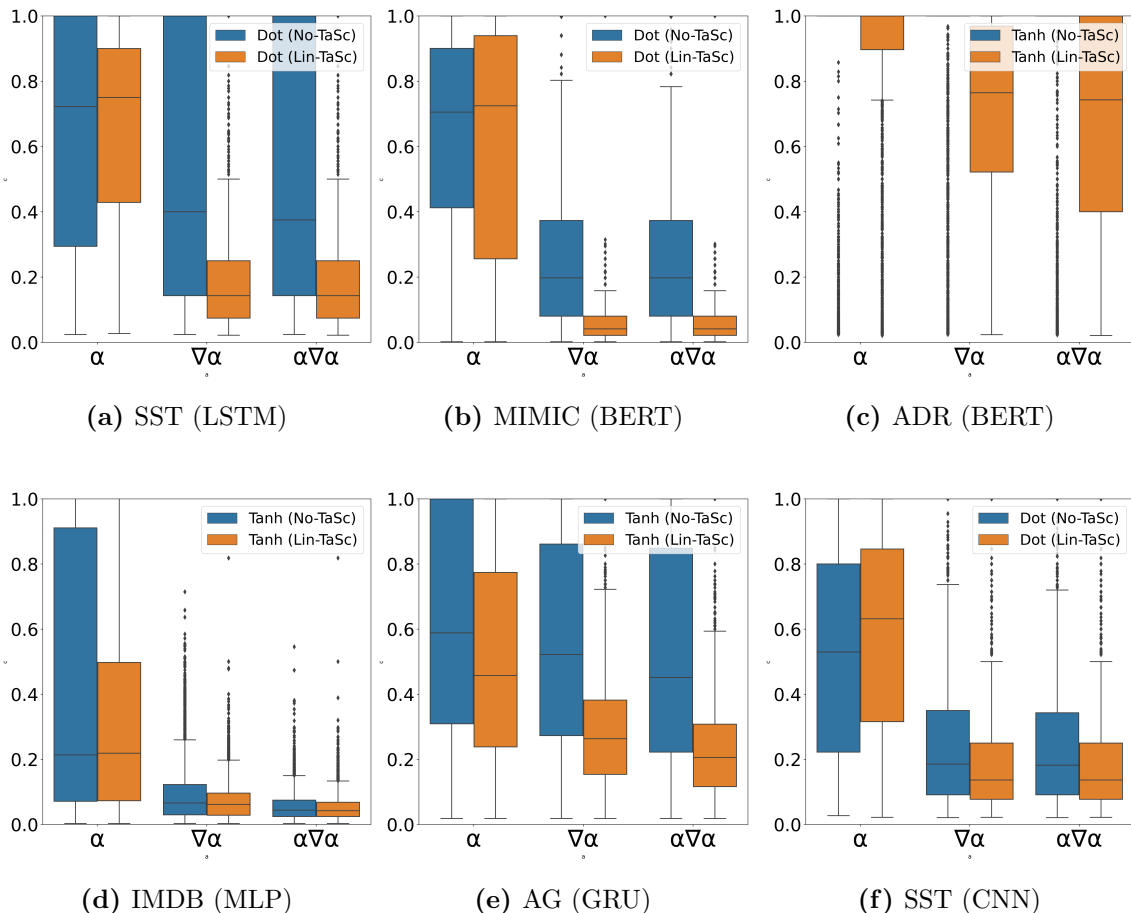 1.0 0.8 0.6 0.4 0.2 0.0
c
Dot (No-TaSc)
Dot (Lin-TaSc)
α ∇α α∇α
a
(a) SST (LSTM)
1.0 0.8 0.6 0.4 0.2 0.0
c
Dot (No-TaSc)
Dot (Lin-TaSc)
α ∇α α∇α
a
(b) MIMIC (BERT)
1.0 0.8 0.6 0.4 0.2 0.0
c
Tanh (No-TaSc)
Tanh (Lin-TaSc)
α ∇α α∇α
a
(c) ADR (BERT)
1.0 0.8 0.6 0.4 0.2 0.0
c
Tanh (No-TaSc)
Tanh (Lin-TaSc)
α ∇α α∇α
a
(d) IMDB (MLP)
1.0 0.8 0.6 0.4 0.2 0.0
c
Tanh (No-TaSc)
Tanh (Lin-TaSc)
α ∇α α∇α
a
(e) AG (GRU)
1.0 0.8 0.6 0.4 0.2 0.0
c
Dot (No-TaSc)
Dot (Lin-TaSc)
α ∇α α∇α
a
(f) SST (CNN)